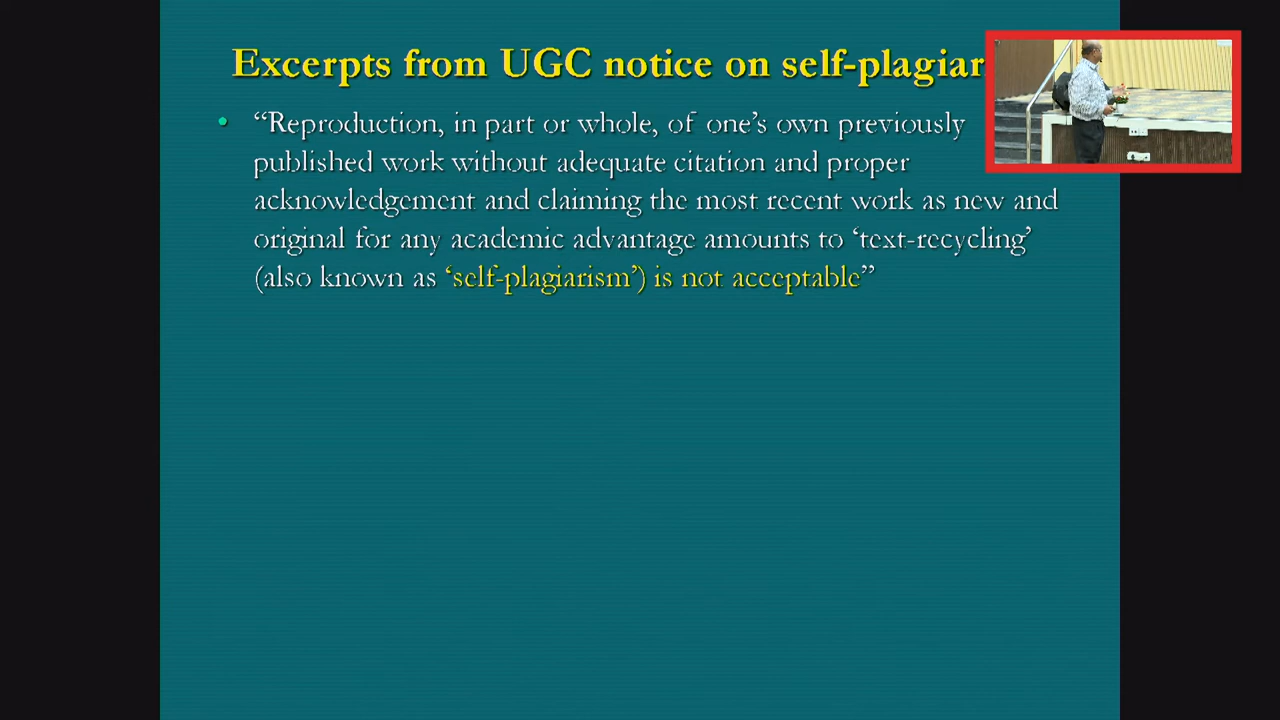 Excerpts from UGC notice on self-plagiar
• “Reproduction, in part or whole, of one’s own previously
published work without adequate citation and proper
acknowledgement and claiming the most recent work as new and
original for any academic advantage amounts to ‘text-recycling’
(also known as ‘self-plagiarism’) is not acceptable”